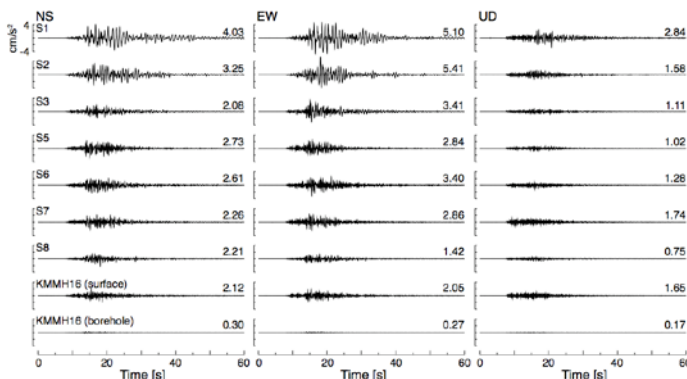 NS EW UD
4 S1 4.03 5.10 2.84
cm/s²
-4
S2 3.25 5.41 1.58
S3 2.08 3.41 1.11
S5 2.73 2.84 1.02
S6 2.61 3.40 1.28
S7 2.26 2.86 1.74
S8 2.21 1.42 0.75
KMMH16 (surface) 2.12 2.05 1.65
KMMH16 (borehole) 0.30 0.27 0.17
0 20 40 60 0 20 40 60 0 20 40 60
Time [s] Time [s] Time [s]